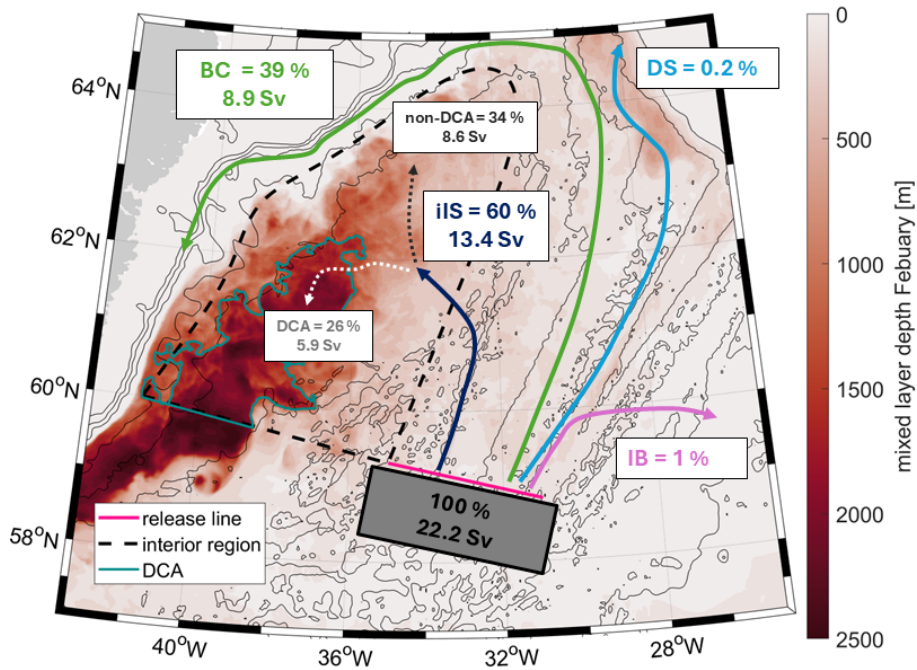 BC = 39 %
8.9 Sv
DS = 0.2 %
non-DCA = 34 %
8.6 Sv
iIS = 60 %
13.4 Sv
DCA = 26 %
5.9 Sv
IB = 1 %
100 %
22.2 Sv
release line
interior region
DCA
64°N
62°N
60°N
58°N
40°W
36°W
32°W
28°W
0
500
1000
1500
2000
2500
mixed layer depth Febuary [m]